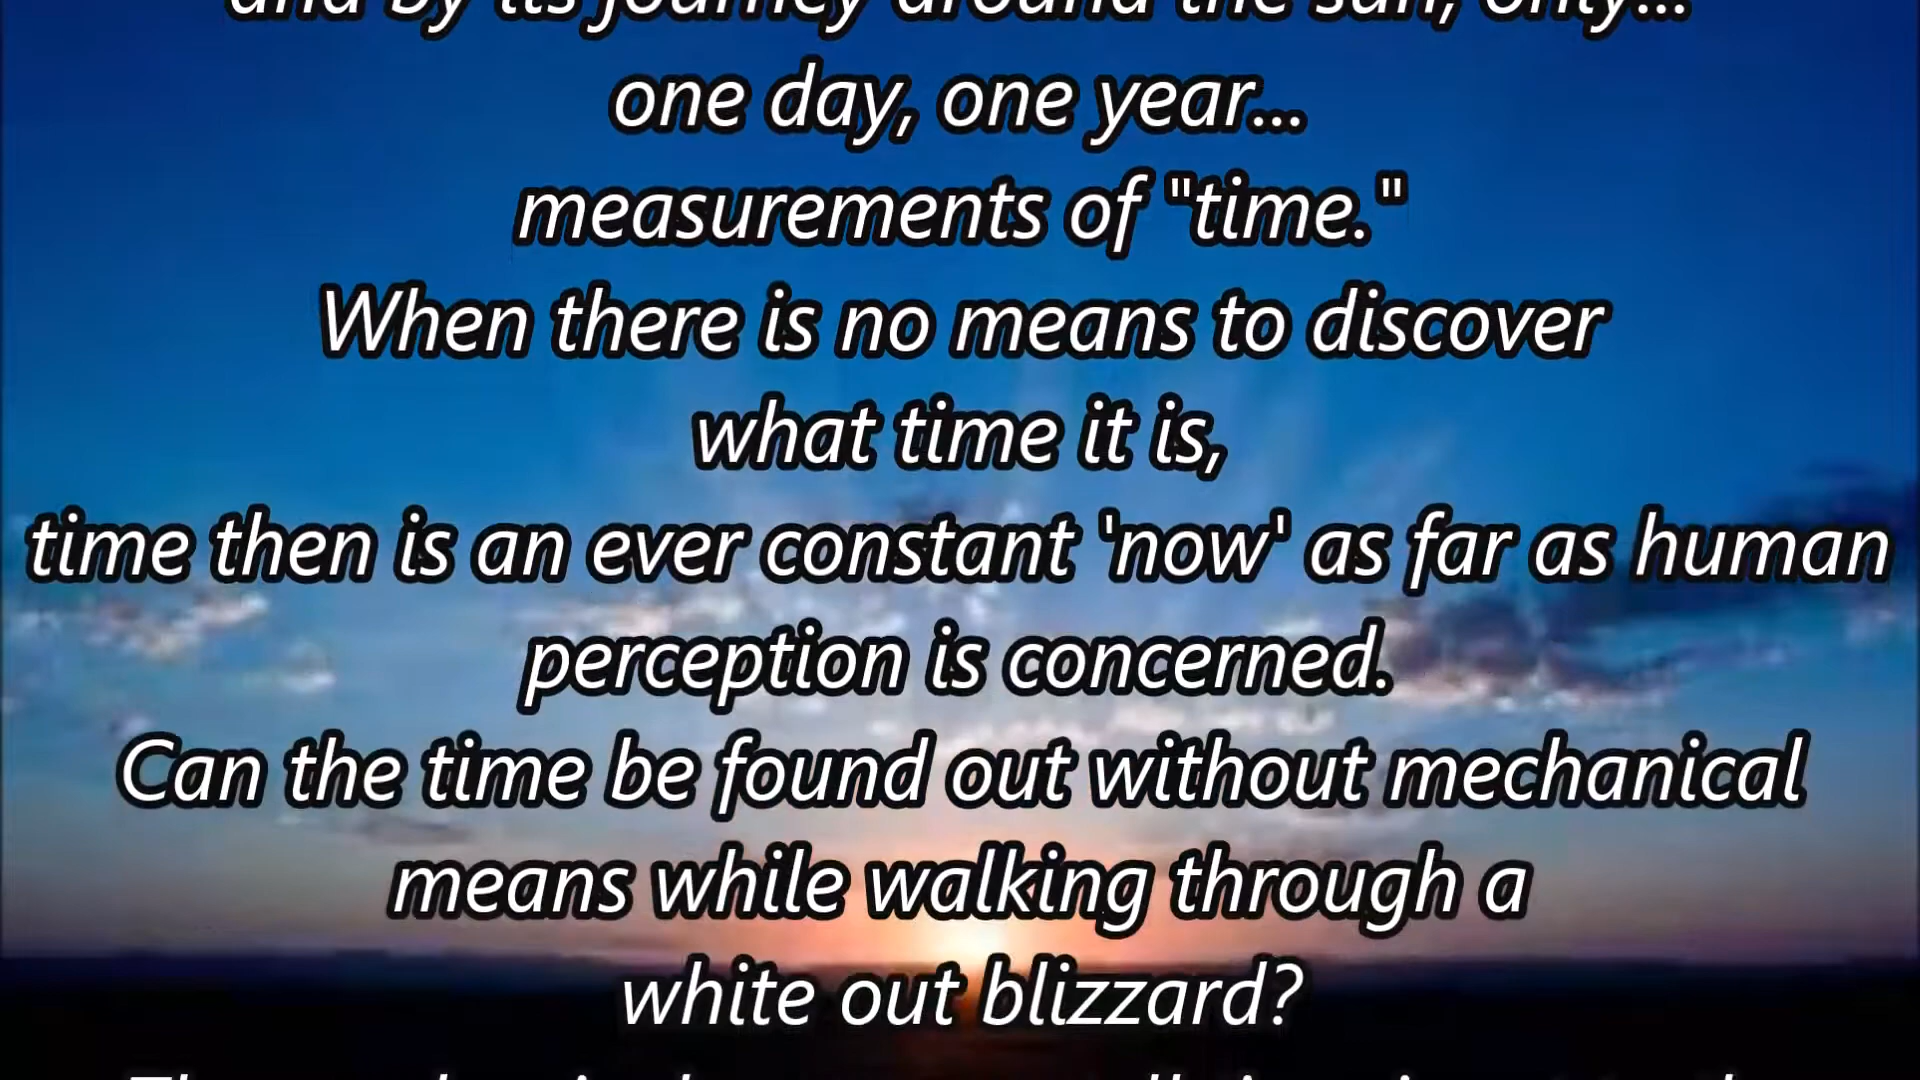 and by its journey around the sun, only...
one day, one year...
measurements of "time."
When there is no means to discover
what time it is,
time then is an ever constant 'now' as far as human
perception is concerned.
Can the time be found out without mechanical
means while walking through a
white out blizzard?